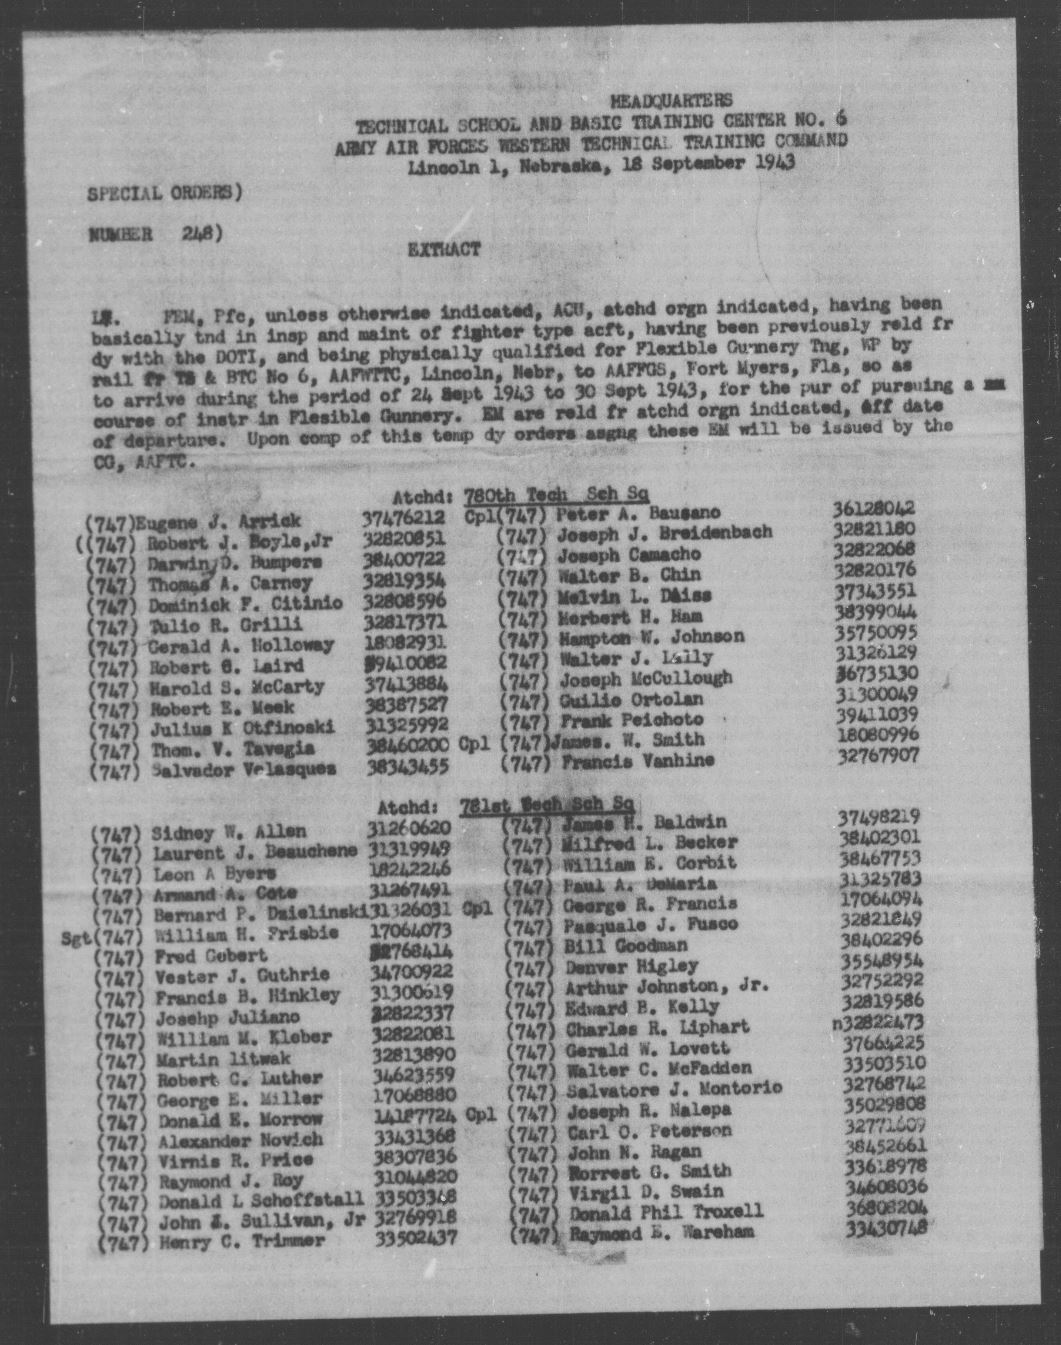 HEADQUARTERS
TECHNICAL SCHOOL AND BASIC TRAINING CENTER NO. 6
ARMY AIR FORCES WESTERN TECHNICAL TRAINING COMMAND
Lincoln 1, Nebraska, 18 September 1943
SPECIAL ORDERS)
NUMBER 248)
EXTRACT
FEM, Pfc, unless otherwise indicated, ACU, atchd orgn indicated, having been
basically tnd in insp and maint of fighter type acft, having been previously reld fr
dy with the DOTI, and being physically qualified for Flexible Gunnery Tng, WP by
rail fr TS & BTC No 6, AAFWTTC, Lincoln, Nebr, to AAFFGS, Fort Myers, Fla, so as
to arrive during the period of 24 Sept 1943 to 30 Sept 1943, for the pur of pursuing a
course of instr in Flesible Gunnery. EM are reld fr atchd orgn indicated, Eff date
of departure. Upon comp of this temp dy orders asgng these EM will be issued by the
CG, AAFTC.
Atchd: 780th Tech Sch Sq
(747)Eugene J. Arrick 37476212 Cpl(747) Peter A. Bausano 36128042
((747) Robert J. Boyle,Jr 32820851 (747) Joseph J. Breidenbach 32821180
(747) Darwin D. Bumpers 38400722 (747) Joseph Camacho 32822068
(747) Thomas A. Carney 32819354 (747) Walter B. Chin 32820176
(747) Dominick F. Citinio 32808596 (747) Melvin L. Daiss 37343551
(747) Tulio R. Grilli 32817371 (747) Herbert H. Ham 38399044
(747) Gerald A. Holloway 18082931 (747) Hampton W. Johnson 35750095
(747) Robert G. Laird 39410082 (747) Walter J. Lally 31326129
(747) Harold S. McCarty 37413884 (747) Joseph McCullough 36735130
(747) Robert E. Meek 38387527 (747) Guilio Ortolan 31300049
(747) Julius K Otfinoski 31325992 (747) Frank Peichoto 39411039
(747) Thom. V. Tavegia 38460200 Cpl (747)James. W. Smith 18080996
(747) Salvador Velasques 38343455 (747) Francis Vanhine 32767907
Atchd: 781st Tech Sch Sq
(747) Sidney W. Allen 31260620 (747) James H. Baldwin 37498219
(747) Laurent J. Beauchene 31319949 (747) Milfred L. Becker 38402301
(747) Leon A Byers 18242246 (747) William E. Corbit 38467753
(747) Armand A. Cote 31267491 (747) Paul A. DeMaria 31325783
(747) Bernard P. Dzielinski31326031 Cpl (747) George R. Francis 17064094
Sgt(747) William H. Frisbie 17064073 (747) Pasquale J. Fusco 32821849
(747) Fred Gobert 32768414 (747) Bill Goodman 38402296
(747) Vester J. Guthrie 34700922 (747) Denver Higley 35548954
(747) Francis B. Hinkley 31300619 (747) Arthur Johnston, Jr. 32752292
(747) Josehp Juliano 32822337 (747) Edward B. Kelly 32819586
(747) William M. Kleber 32822081 (747) Charles R. Liphart n32822473
(747) Martin litwak 32813890 (747) Gerald W. Lovett 37664225
(747) Robert C. Luther 34623559 (747) Walter C. McFadden 33503510
(747) George E. Miller 17068880 (747) Salvatore J. Montorio 32768742
(747) Donald E. Morrow 14187724 Cpl (747) Joseph R. Nalepa 35029808
(747) Alexander Novich 33431368 (747) Carl O. Peterson 32771609
(747) Virnis R. Price 38307836 (747) John N. Ragan 38452661
(747) Raymond J. Roy 31044820 (747) Forrest G. Smith 33618978
(747) Donald L Schoffstall 33503368 (747) Virgil D. Swain 34608036
(747) John I. Sullivan, Jr 32769918 (747) Donald Phil Troxell 36808204
(747) Henry C. Trimmer 33502437 (747) Raymond E. Wareham 33430748